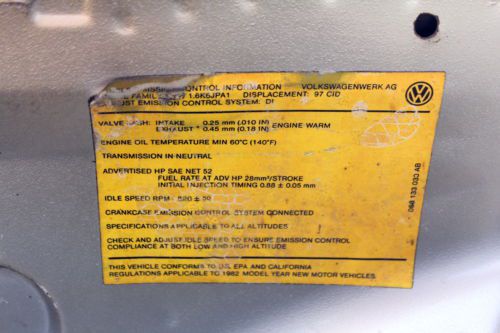 EMISSION CONTROL INFORMATION VOLKSWAGENWERK AG
FAMILY 1.6K6JPA1 DISPLACEMENT: 97 CID
EMISSION CONTROL SYSTEM: DI
VALVE LASH: INTAKE 0.25 mm (.010 IN) ENGINE WARM
EXHAUST 0.45 mm (0.18 IN)
ENGINE OIL TEMPERATURE MIN 60°C (140°F)
TRANSMISSION IN NEUTRAL
ADVERTISED HP SAE NET 52
FUEL RATE AT ADV HP 28mm³/STROKE
INITIAL INJECTION TIMING 0.88 ± 0.05 mm
IDLE SPEED RPM 820 ± 50
CRANKCASE EMISSION CONTROL SYSTEM CONNECTED
SPECIFICATIONS APPLICABLE TO ALL ALTITUDES
CHECK AND ADJUST IDLE SPEED TO ENSURE EMISSION CONTROL
COMPLIANCE AT BOTH LOW AND HIGH ALTITUDE
THIS VEHICLE CONFORMS TO U.S. EPA AND CALIFORNIA
REGULATIONS APPLICABLE TO 1982 MODEL YEAR NEW MOTOR VEHICLES.
068 133 033 AB